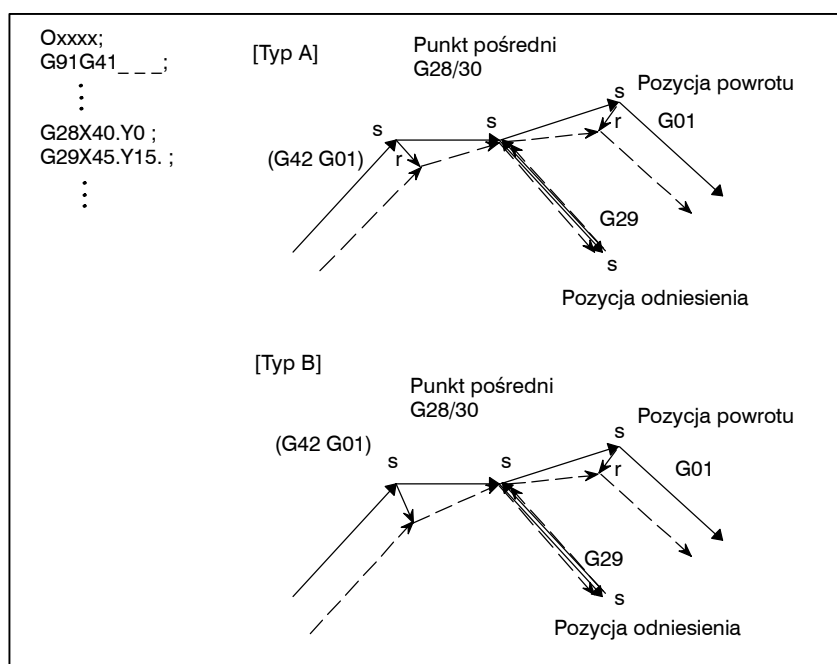 Oxxxx;
G91G41_ _ _;
G28X40.Y0 ;
G29X45.Y15. ;
[Typ A]
Punkt pośredni
G28/30
s
Pozycja powrotu
s
s
r
G01
(G42 G01)
r
G29
s
Pozycja odniesienia
[Typ B]
Punkt pośredni
G28/30
Pozycja powrotu
(G42 G01)
s
s
s
r
G01
G29
s
Pozycja odniesienia